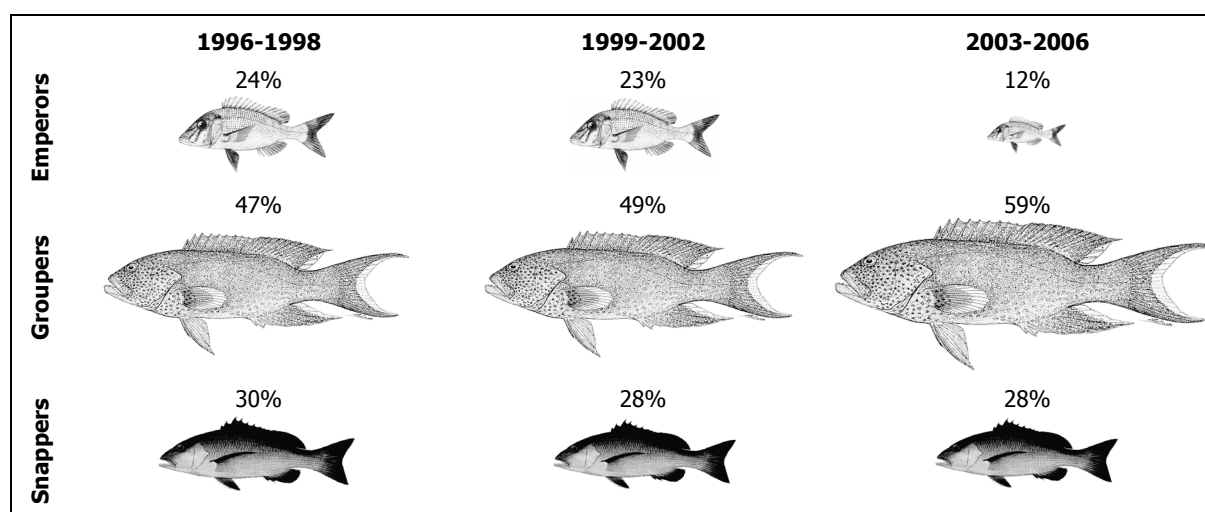 1996-1998 1999-2002 2003-2006
Emperors
24% 23% 12%
Groupers
47% 49% 59%
Snappers
30% 28% 28%